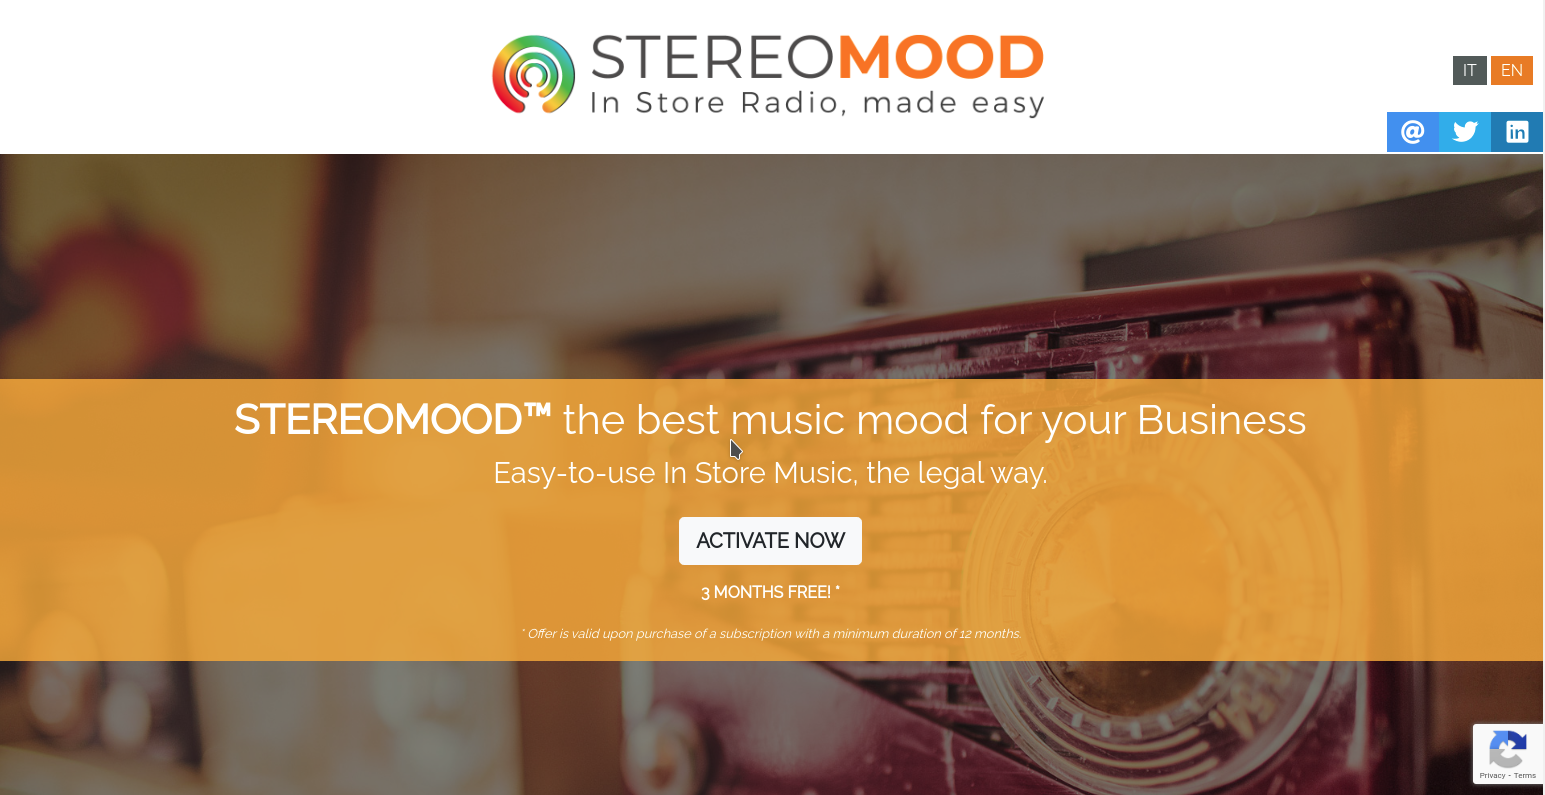 STEREOMOOD
In Store Radio, made easy
IT EN
STEREOMOOD™ the best music mood for your Business
Easy-to-use In Store Music, the legal way.
ACTIVATE NOW
3 MONTHS FREE! *
* Offer is valid upon purchase of a subscription with a minimum duration of 12 months.
Privacy - Terms